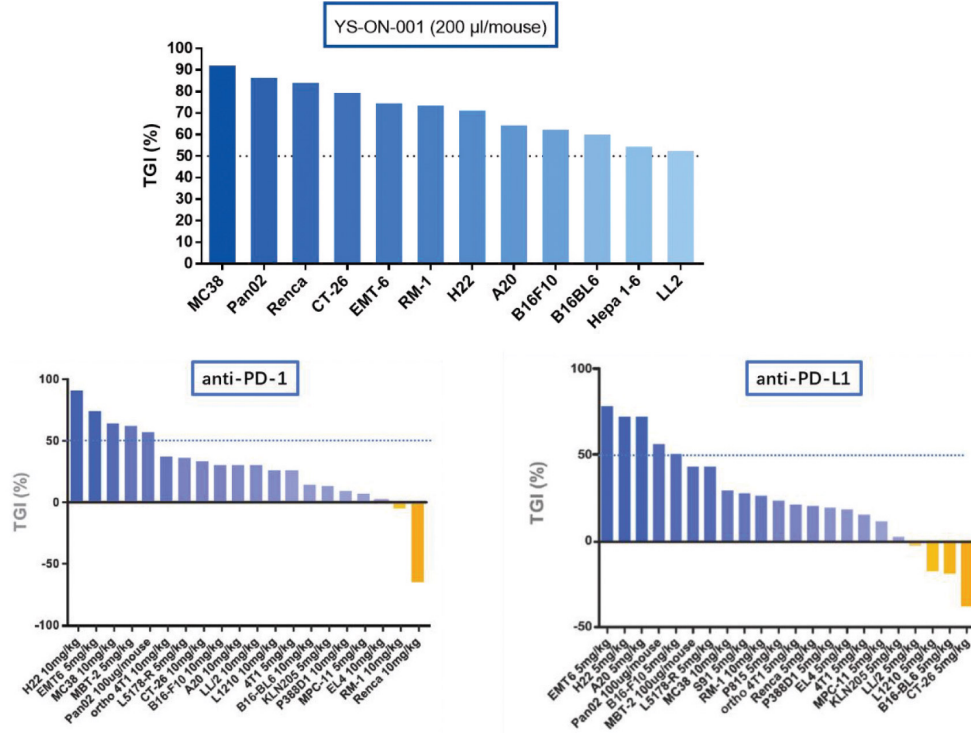 YS-ON-001 (200 µl/mouse)
TGI (%)
100
90
80
70
60
50
40
30
20
10
0
MC38
Pan02
Renca
CT-26
EMT-6
RM-1
H22
A20
B16F10
B16BL6
Hepa 1-6
LL2
anti-PD-1
TGI (%)
100
50
0
-50
-100
H22 10mg/kg
EMT6 5mg/kg
MC38 10mg/kg
MBT-2 5mg/kg
Pan02 100ug/mouse
ortho 4T1 10mg/kg
L5178-R 5mg/kg
CT-26 10mg/kg
B16-F10 10mg/kg
A20 10mg/kg
LL/2 10mg/kg
L1210 10mg/kg
4T1 5mg/kg
B16-BL6 10mg/kg
KLN205 5mg/kg
P388D1 10mg/kg
MPC-11 5mg/kg
EL4 10mg/kg
RM-1 10mg/kg
Renca 10mg/kg
anti-PD-L1
TGI (%)
100
50
0
-50
EMT6 5mg/kg
H22 5mg/kg
A20 5mg/kg
Pan02 100ug/mouse
B16-F10 5mg/kg
MBT-2 100ug/mouse
L5178-R 5mg/kg
MC38 10mg/kg
S91 5mg/kg
RM-1 10mg/kg
P815 5mg/kg
ortho 4T1 5mg/kg
Renca 5mg/kg
P388D1 5mg/kg
EL4 5mg/kg
4T1 5mg/kg
MPC-11 5mg/kg
KLN205 5mg/kg
LL/2 5mg/kg
L1210 5mg/kg
B16-BL6 5mg/kg
CT-26 5mg/kg